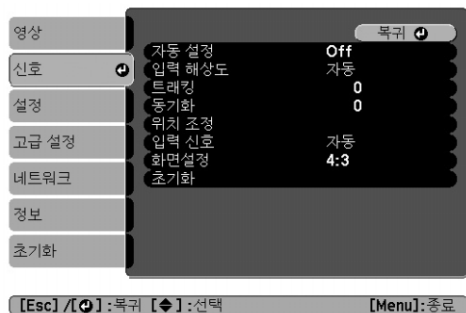 영상
신호
설정
고급 설정
네트워크
정보
초기화
복귀
자동 설정 Off
입력 해상도 자동
트래킹 0
동기화 0
위치 조정
입력 신호 자동
화면설정 4:3
초기화
[Esc] /[ ] :복귀 [ ] :선택 [Menu]:종료